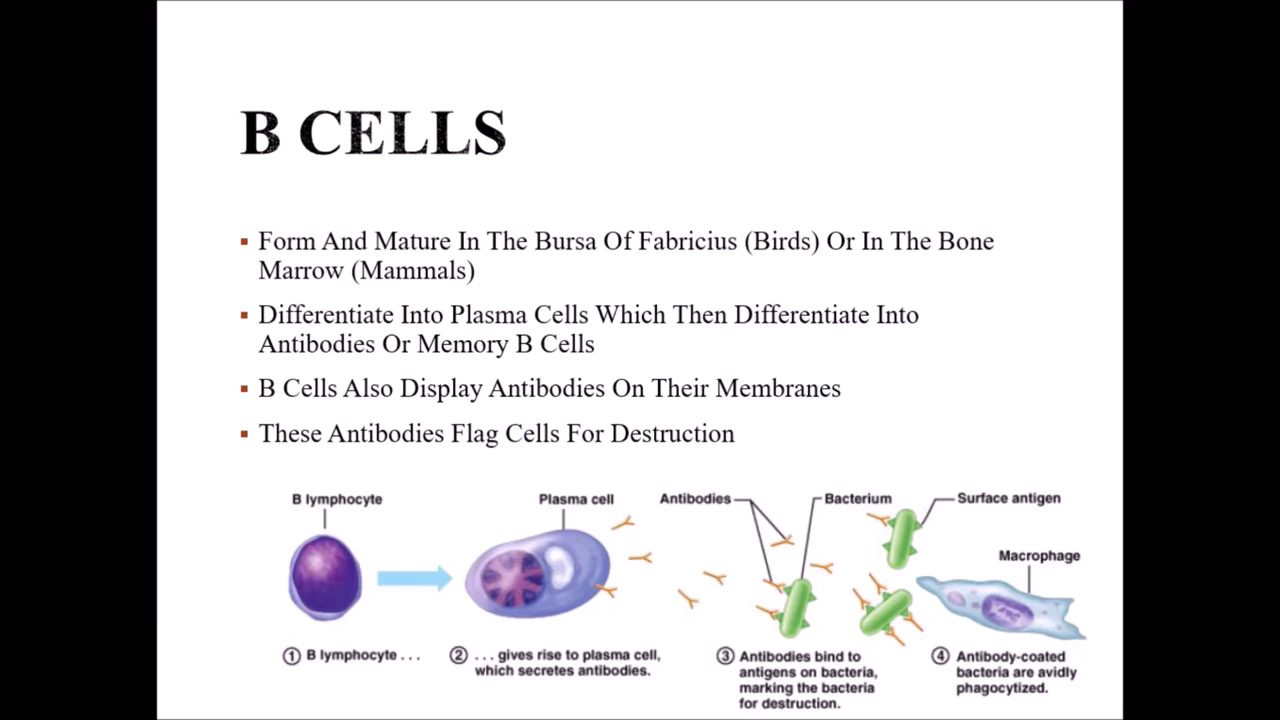 B CELLS
Form And Mature In The Bursa Of Fabricius (Birds) Or In The Bone
Marrow (Mammals)
Differentiate Into Plasma Cells Which Then Differentiate Into
Antibodies Or Memory B Cells
B Cells Also Display Antibodies On Their Membranes
These Antibodies Flag Cells For Destruction
B lymphocyte
Plasma cell
Antibodies
Bacterium
Surface antigen
Macrophage
① B lymphocyte . . .
② . . . gives rise to plasma cell,
which secretes antibodies.
③ Antibodies bind to
antigens on bacteria,
marking the bacteria
for destruction.
④ Antibody-coated
bacteria are avidly
phagocytized.